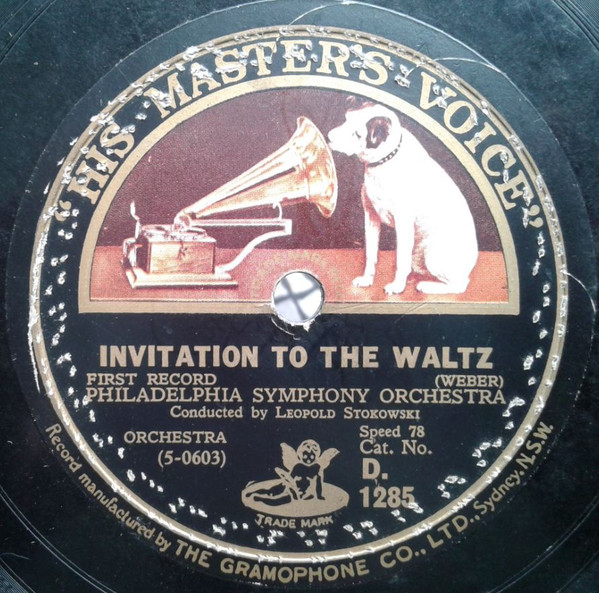 "HIS MASTER'S VOICE"
INVITATION TO THE WALTZ
FIRST RECORD (WEBER)
PHILADELPHIA SYMPHONY ORCHESTRA
Conducted by LEOPOLD STOKOWSKI
ORCHESTRA
(5-0603)
Speed 78
Cat. No.
D.
1285
TRADE MARK
Record manufactured by THE GRAMOPHONE CO., LTD., Sydney, N.S.W.